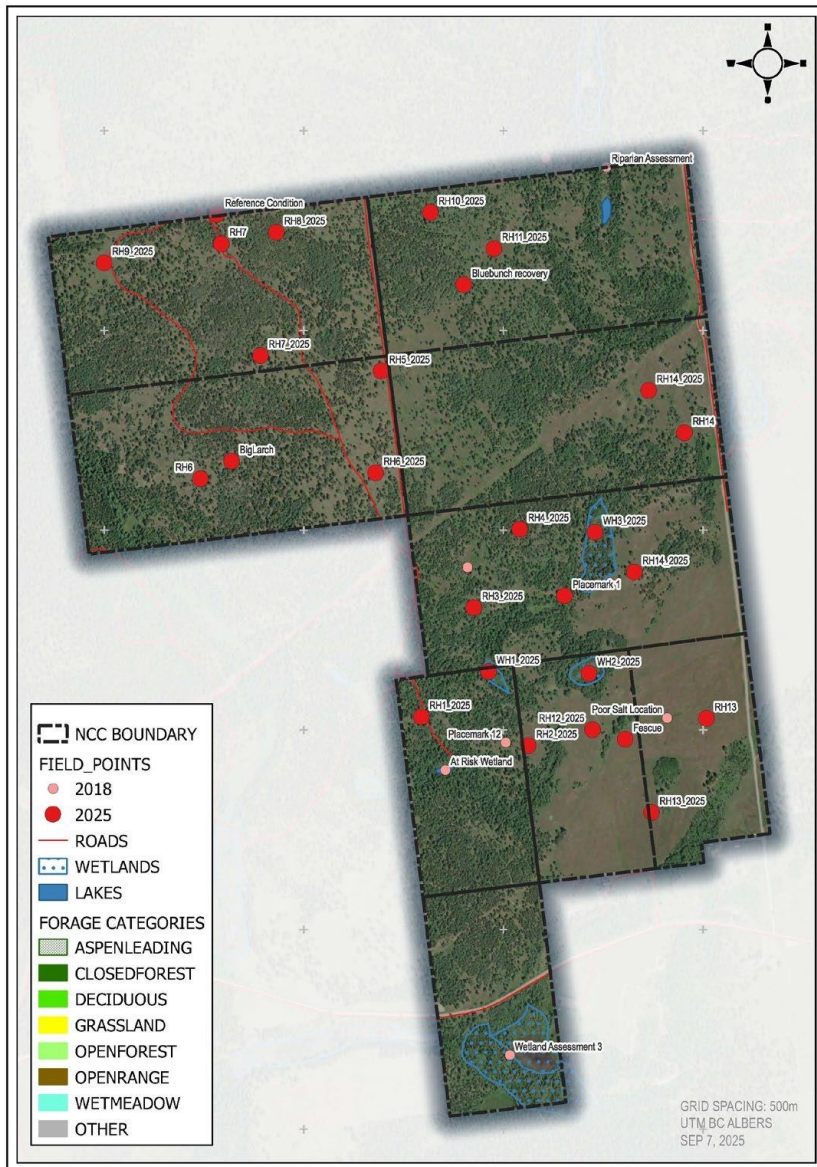 Riparian Assessment
Reference Condition
RH10_2025
RH8_2025
RH7
RH11_2025
RH9_2025
Bluebunch recovery
RH7_2025
RH5_2025
RH14_2025
RH14
BigLarch
RH6
RH6_2025
RH4_2025
WH3_2025
RH14_2025
Placemark 1
RH3_2025
WH1_2025
WH2_2025
RH1_2025
Poor Salt Location
RH13
RH12_2025
Placemark 12
RH2_2025
Fescue
At Risk Wetland
RH13_2025
Wetland Assessment 3
NCC BOUNDARY
FIELD_POINTS
2018
2025
ROADS
WETLANDS
LAKES
FORAGE CATEGORIES
ASPENLEADING
CLOSEDFOREST
DECIDUOUS
GRASSLAND
OPENFOREST
OPENRANGE
WETMEADOW
OTHER
GRID SPACING: 500m
UTM BC ALBERS
SEP 7, 2025